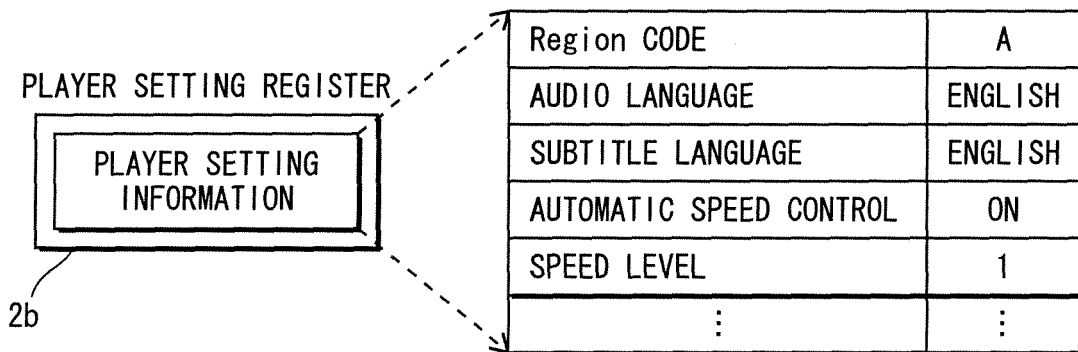 PLAYER SETTING REGISTER
PLAYER SETTING
INFORMATION
2b
Region CODE A
AUDIO LANGUAGE ENGLISH
SUBTITLE LANGUAGE ENGLISH
AUTOMATIC SPEED CONTROL ON
SPEED LEVEL 1
⋮ ⋮